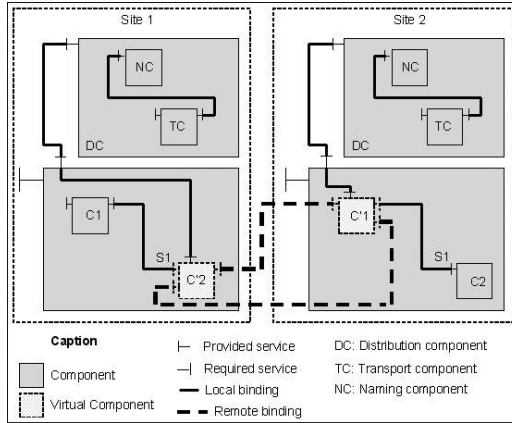 Site 1
Site 2
NC
NC
TC
TC
DC
DC
C1
C'1
S1
S1
C'2
C2
Caption
Component
Virtual Component
Provided service
Required service
Local binding
Remote binding
DC: Distribution component
TC: Transport component
NC: Naming component